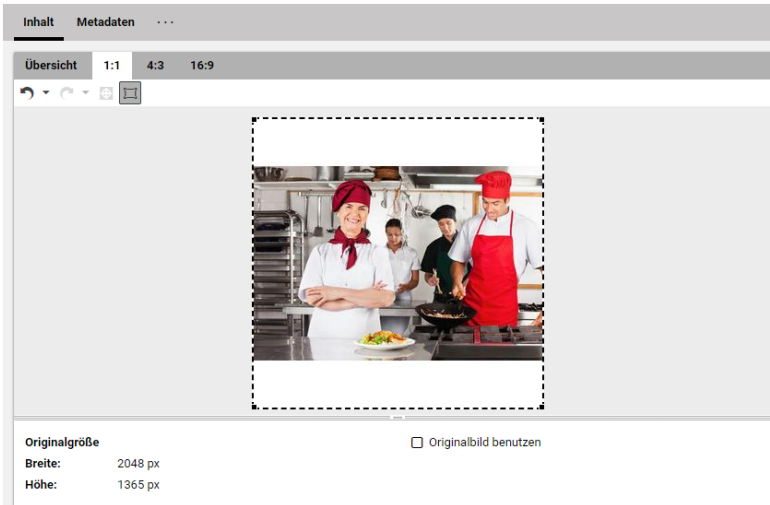 Inhalt Metadaten ...
Übersicht 1:1 4:3 16:9
Originalgröße
Originalbild benutzen
Breite: 2048 px
Höhe: 1365 px